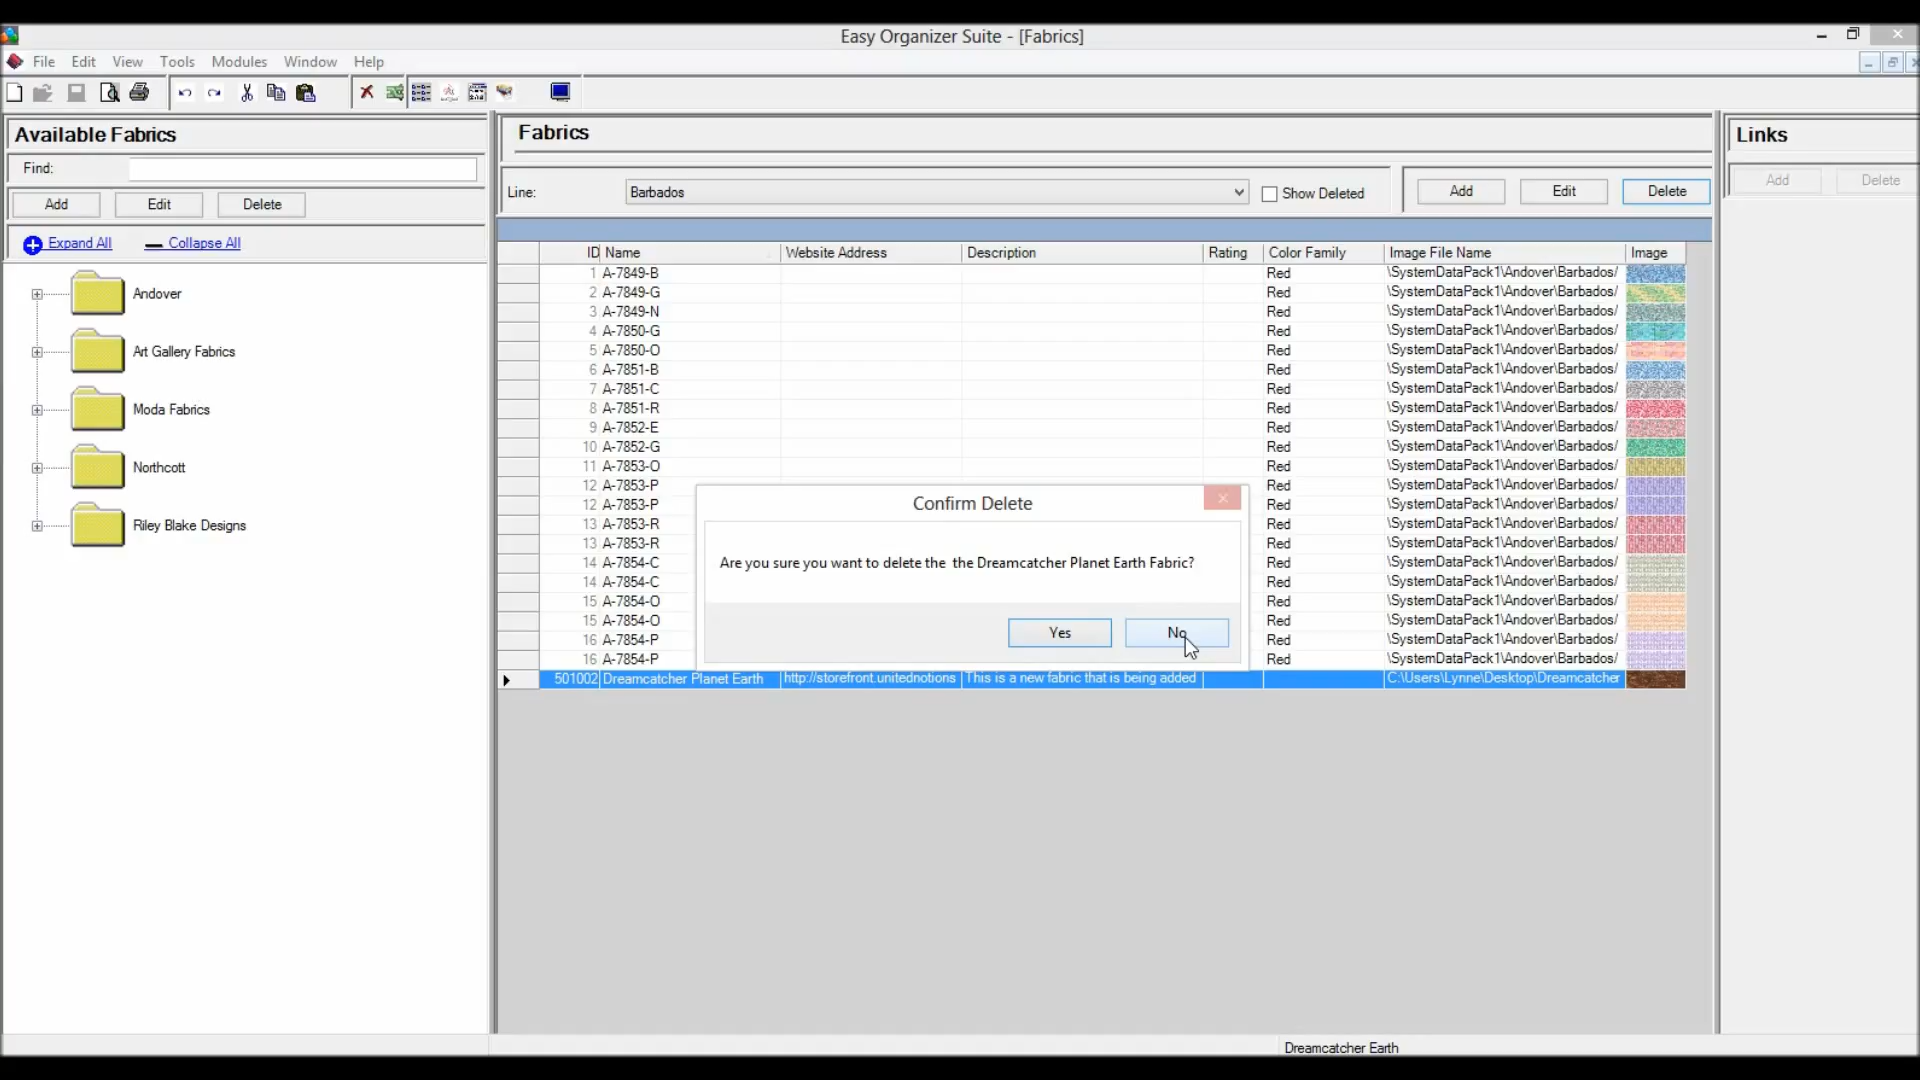 Easy Organizer Suite - [Fabrics]
File Edit View Tools Modules Window Help
Available Fabrics
Find:
Add Edit Delete
Expand All Collapse All
Andover
Art Gallery Fabrics
Moda Fabrics
Northcott
Riley Blake Designs
Fabrics
Line: Barbados Show Deleted Add Edit Delete
ID Name Website Address Description Rating Color Family Image File Name Image
1 A-7849-B Red \SystemDataPack1\Andover\Barbados/
2 A-7849-G Red \SystemDataPack1\Andover\Barbados/
3 A-7849-N Red \SystemDataPack1\Andover\Barbados/
4 A-7850-G Red \SystemDataPack1\Andover\Barbados/
5 A-7850-O Red \SystemDataPack1\Andover\Barbados/
6 A-7851-B Red \SystemDataPack1\Andover\Barbados/
7 A-7851-C Red \SystemDataPack1\Andover\Barbados/
8 A-7851-R Red \SystemDataPack1\Andover\Barbados/
9 A-7852-E Red \SystemDataPack1\Andover\Barbados/
10 A-7852-G Red \SystemDataPack1\Andover\Barbados/
11 A-7853-O Red \SystemDataPack1\Andover\Barbados/
12 A-7853-P Red \SystemDataPack1\Andover\Barbados/
12 A-7853-P Red \SystemDataPack1\Andover\Barbados/
13 A-7853-R Red \SystemDataPack1\Andover\Barbados/
13 A-7853-R Red \SystemDataPack1\Andover\Barbados/
14 A-7854-C Red \SystemDataPack1\Andover\Barbados/
14 A-7854-C Red \SystemDataPack1\Andover\Barbados/
15 A-7854-O Red \SystemDataPack1\Andover\Barbados/
15 A-7854-O Red \SystemDataPack1\Andover\Barbados/
16 A-7854-P Red \SystemDataPack1\Andover\Barbados/
16 A-7854-P Red \SystemDataPack1\Andover\Barbados/
501002 Dreamcatcher Planet Earth http://storefront.unitednotions This is a new fabric that is being added C:\Users\Lynne\Desktop\Dreamcatcher
Confirm Delete
Are you sure you want to delete the the Dreamcatcher Planet Earth Fabric?
Yes No
Links
Add Delete
Dreamcatcher Earth